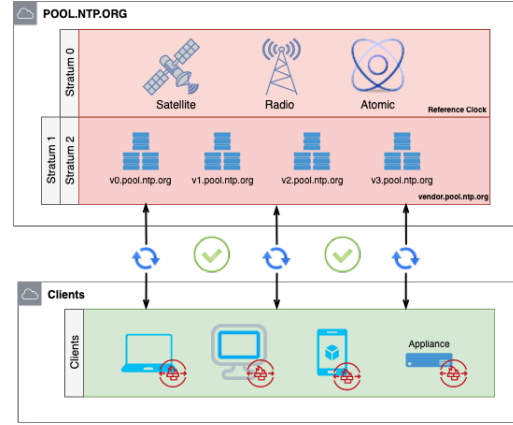 POOL.NTP.ORG
Stratum 0
Satellite
Radio
Atomic
Reference Clock
Stratum 1
Stratum 2
v0.pool.ntp.org
v1.pool.ntp.org
v2.pool.ntp.org
v3.pool.ntp.org
vendor.pool.ntp.org
Clients
Clients
Appliance